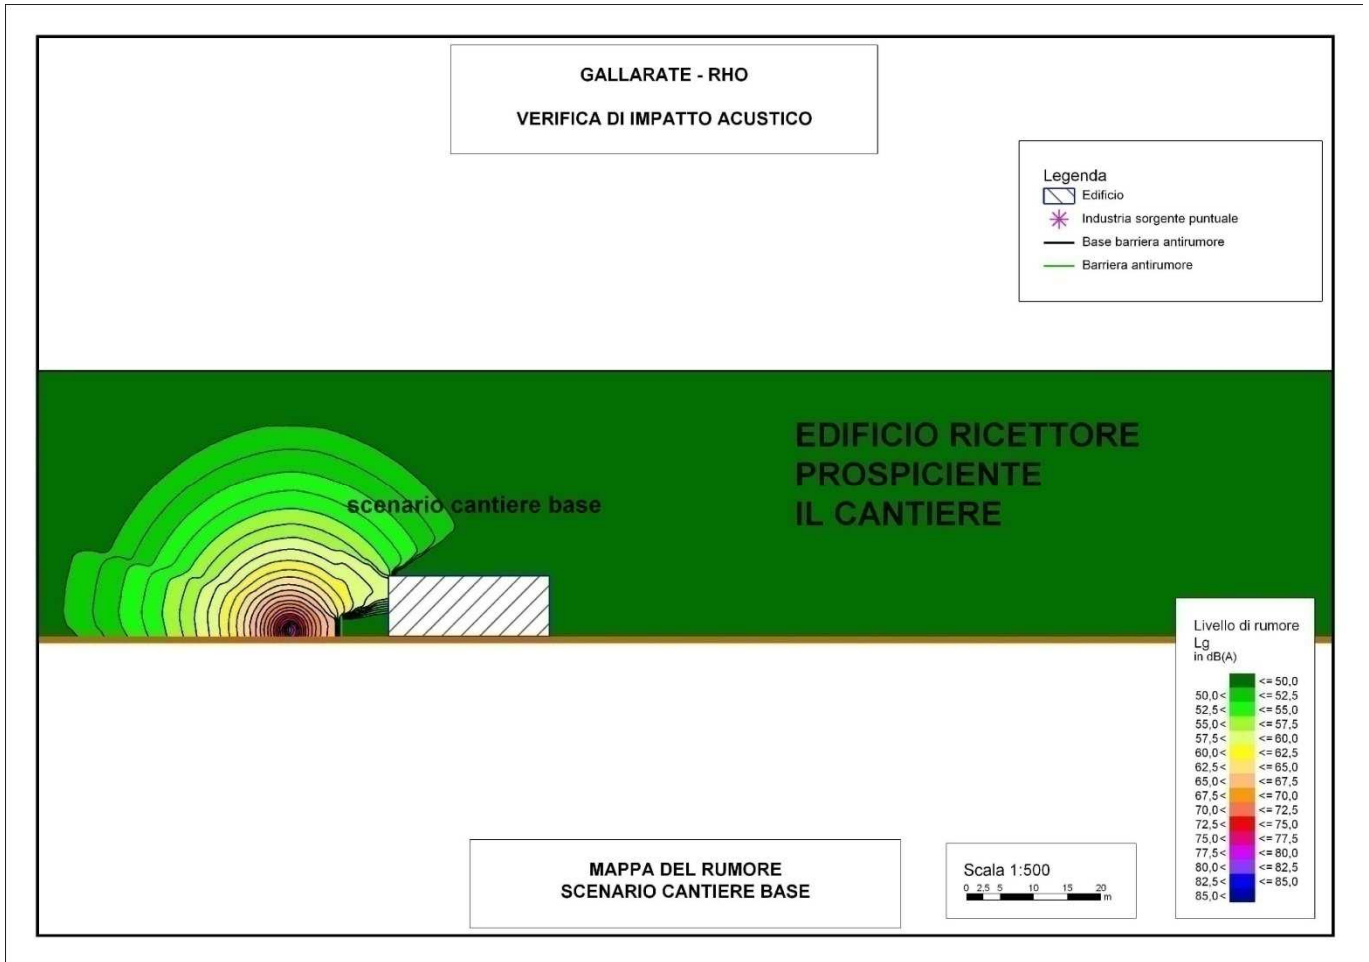 GALLARATE - RHO
VERIFICA DI IMPATTO ACUSTICO
Legenda
Edificio
Industria sorgente puntuale
Base barriera antirumore
Barriera antirumore
EDIFICIO RICETTORE
PROSPICIENTE
IL CANTIERE
scenario cantiere base
Livello di rumore
Lg
in dB(A)
<= 50,0
50,0< <= 52,5
52,5< <= 55,0
55,0< <= 57,5
57,5< <= 60,0
60,0< <= 62,5
62,5< <= 65,0
65,0< <= 67,5
67,5< <= 70,0
70,0< <= 72,5
72,5< <= 75,0
75,0< <= 77,5
77,5< <= 80,0
80,0< <= 82,5
82,5< <= 85,0
85,0<
MAPPA DEL RUMORE
SCENARIO CANTIERE BASE
Scala 1:500
0 2,5 5 10 15 20
m